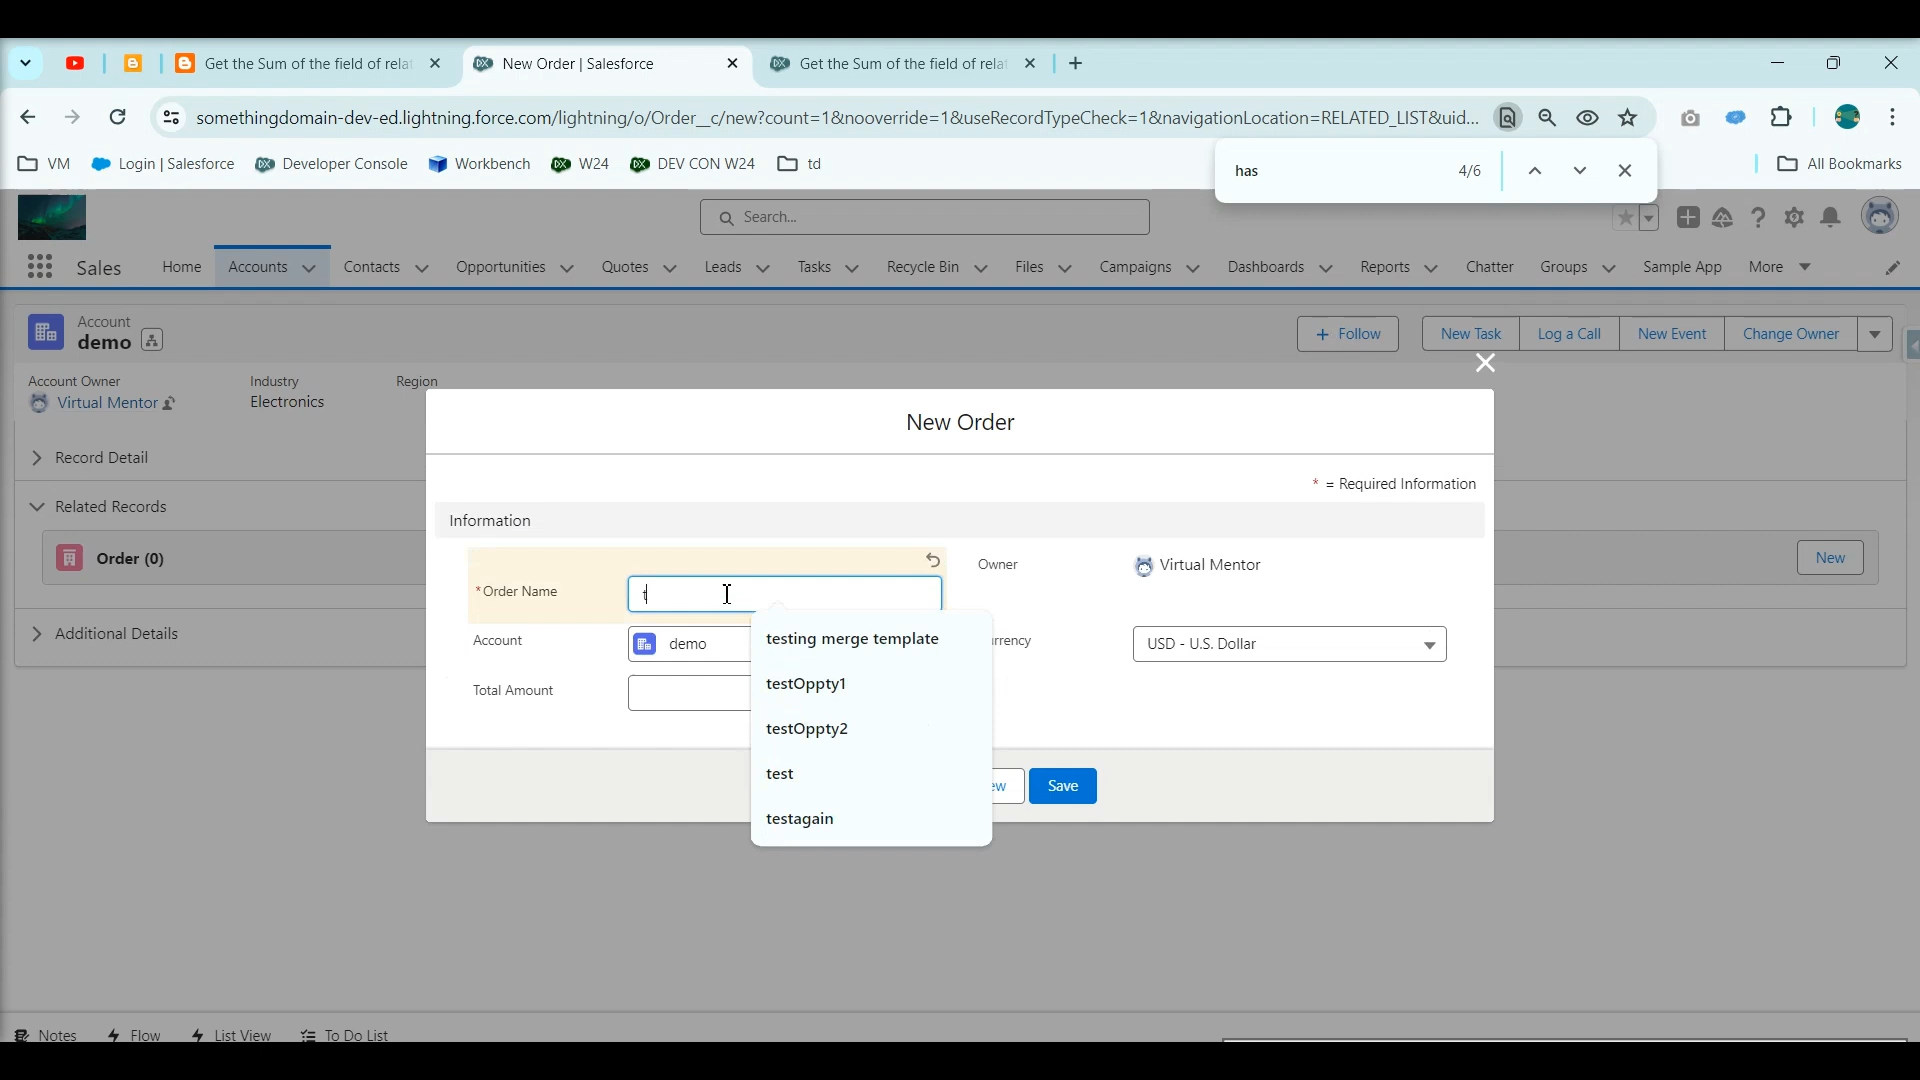 Get the Sum of the field of rela
New Order | Salesforce
Get the Sum of the field of rela
somethingdomain-dev-ed.lightning.force.com/lightning/o/Order__c/new?count=1&nooverride=1&useRecordTypeCheck=1&navigationLocation=RELATED_LIST&uid...
VM
Login | Salesforce
Developer Console
Workbench
W24
DEV CON W24
td
has
4/6
All Bookmarks
Search...
Sales
Home
Accounts
Contacts
Opportunities
Quotes
Leads
Tasks
Recycle Bin
Files
Campaigns
Dashboards
Reports
Chatter
Groups
Sample App
More
Account
demo
+ Follow
New Task
Log a Call
New Event
Change Owner
Account Owner
Virtual Mentor
Industry
Electronics
Region
Record Detail
Related Records
Order (0)
New
Additional Details
New Order
* = Required Information
Information
*Order Name
t
Owner
Virtual Mentor
Account
demo
urrency
USD - U.S. Dollar
Total Amount
testing merge template
testOppty1
testOppty2
test
testagain
ew
Save
Notes
Flow
List View
To Do List